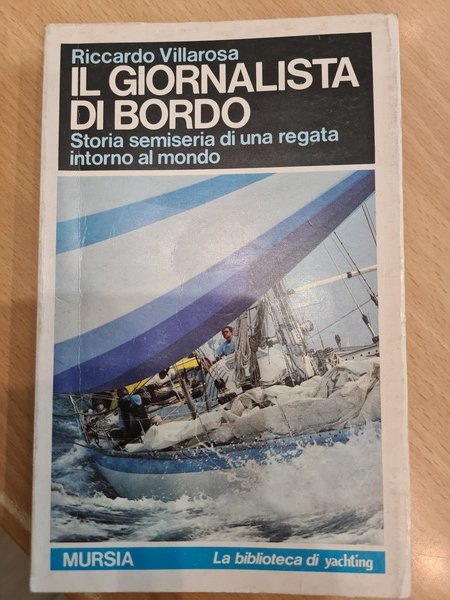 Riccardo Villarosa
IL GIORNALISTA
DI BORDO
Storia semiseria di una regata
intorno al mondo
MURSIA
La biblioteca di yachting